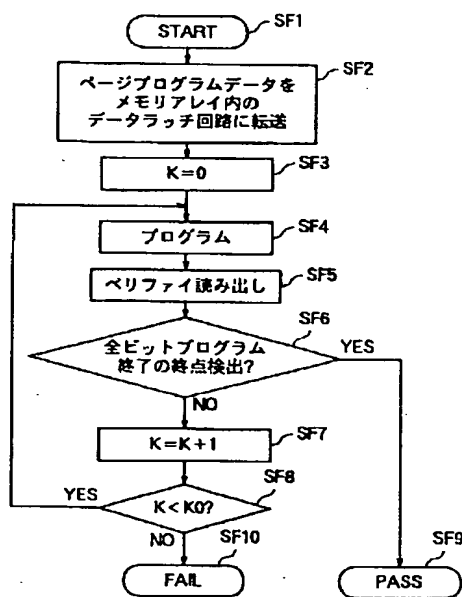 START
SF1
ページプログラムデータを
メモリアレイ内の
データラッチ回路に転送
SF2
K=0
SF3
プログラム
SF4
ベリファイ読み出し
SF5
全ビットプログラム
終了の終点検出?
SF6
YES
NO
K=K+1
SF7
K<K0?
SF8
YES
NO
FAIL
SF10
PASS
SF9